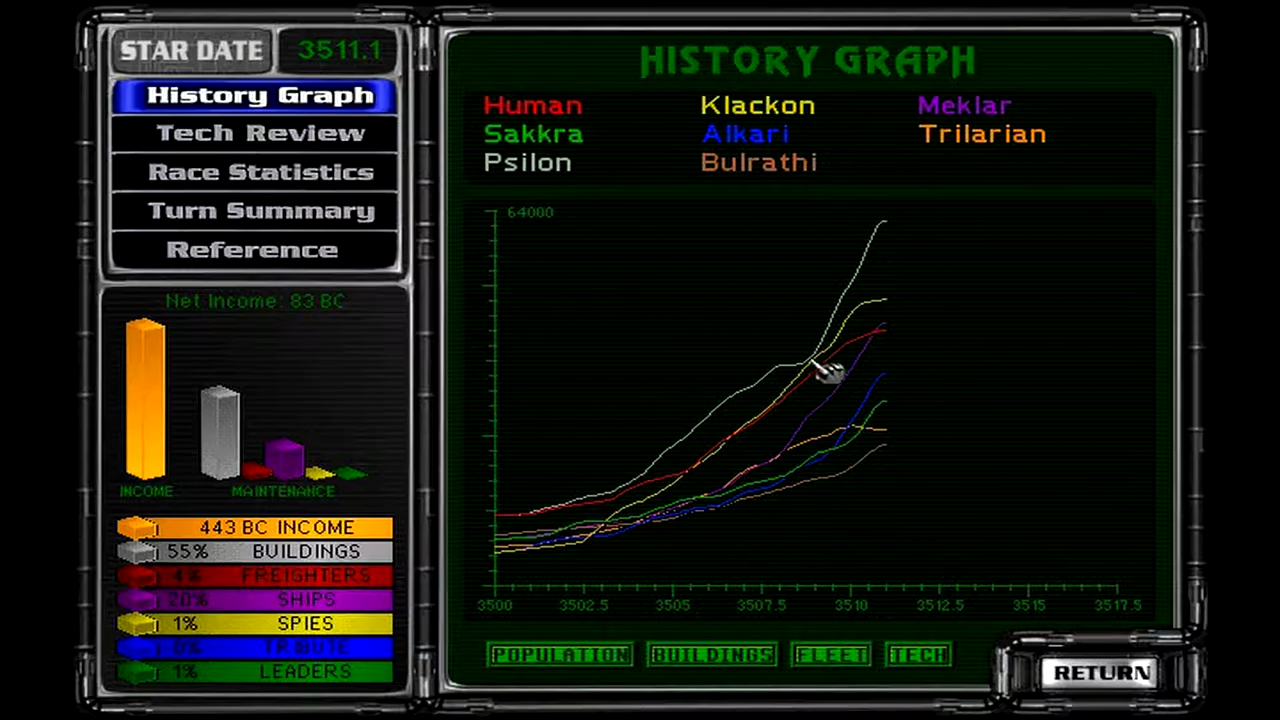 STAR DATE 3511.1
History Graph
Tech Review
Race Statistics
Turn Summary
Reference
Net Income: 83 BC
INCOME MAINTENANCE
443 BC INCOME
55% BUILDINGS
4% FREIGHTERS
20% SHIPS
1% SPIES
0% TRIBUTE
1% LEADERS
HISTORY GRAPH
Human Klackon Meklar
Sakkra Alkari Trilarian
Psilon Bulrathi
64000
3500 3502.5 3505 3507.5 3510 3512.5 3515 3517.5
POPULATION BUILDINGS FLEET TECH
RETURN